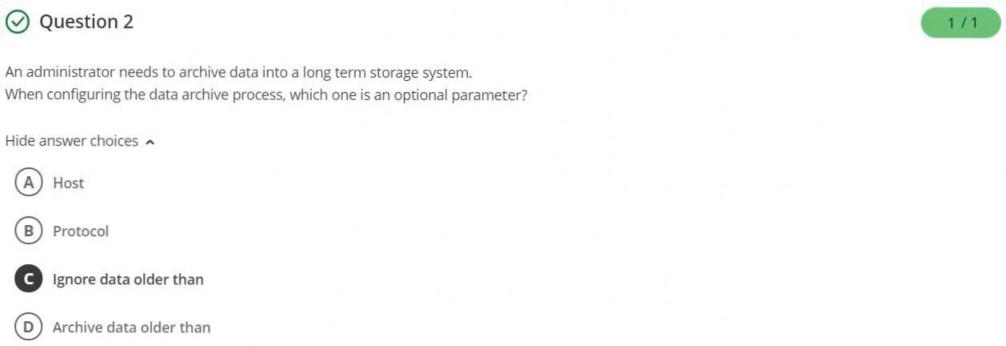 Question 2
1 / 1
An administrator needs to archive data into a long term storage system.
When configuring the data archive process, which one is an optional parameter?
Hide answer choices
A Host
B Protocol
C Ignore data older than
D Archive data older than